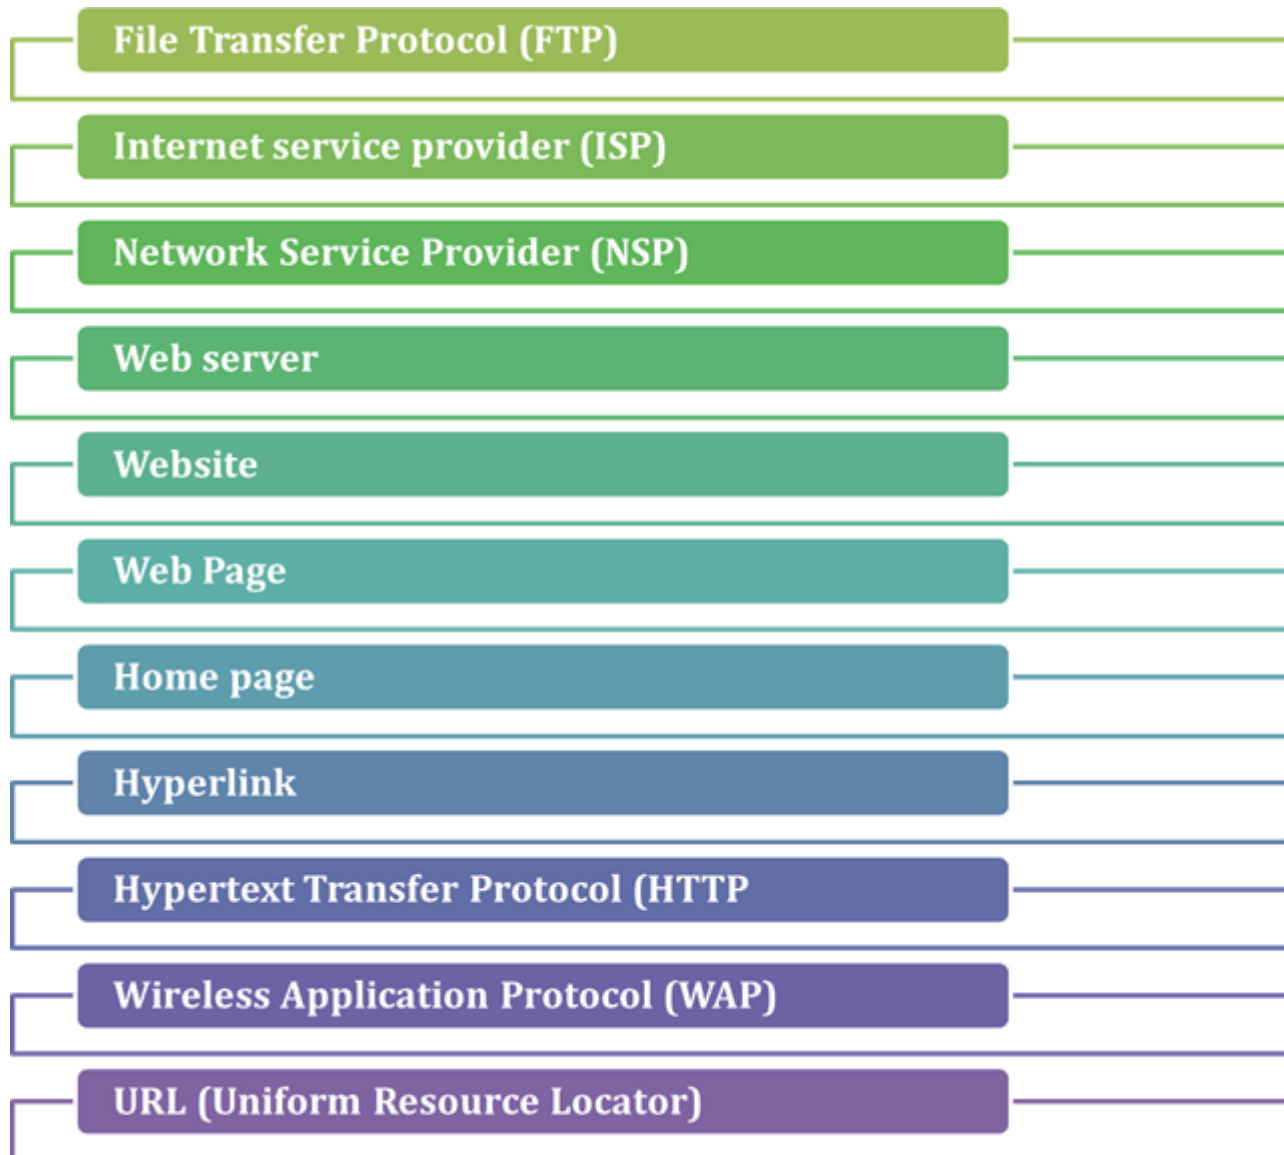 File Transfer Protocol (FTP)
Internet service provider (ISP)
Network Service Provider (NSP)
Web server
Website
Web Page
Home page
Hyperlink
Hypertext Transfer Protocol (HTTP
Wireless Application Protocol (WAP)
URL (Uniform Resource Locator)